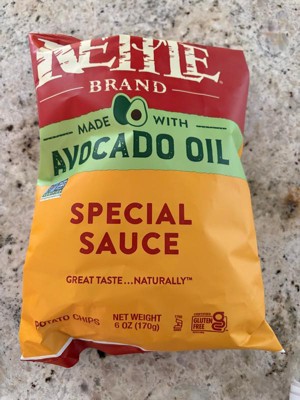 KETTLE
BRAND
MADE WITH
AVOCADO OIL
SPECIAL
SAUCE
GREAT TASTE...NATURALLY™
POTATO CHIPS
NET WEIGHT
6 OZ (170g)
GLUTEN
FREE